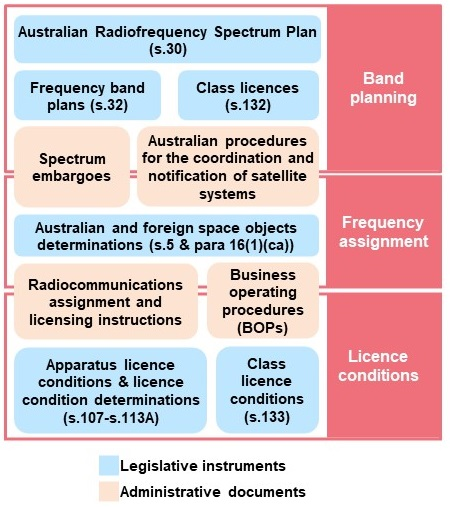 Australian Radiofrequency Spectrum Plan
(s.30)
Frequency band
plans (s.32)
Class licences
(s.132)
Band
planning
Spectrum
embargoes
Australian procedures
for the coordination and
notification of satellite
systems
Australian and foreign space objects
determinations (s.5 & para 16(1)(ca))
Frequency
assignment
Radiocommunications
assignment and
licensing instructions
Business
operating
procedures
(BOPs)
Apparatus licence
conditions & licence
condition determinations
(s.107-s.113A)
Class
licence
conditions
(s.133)
Licence
conditions
Legislative instruments
Administrative documents